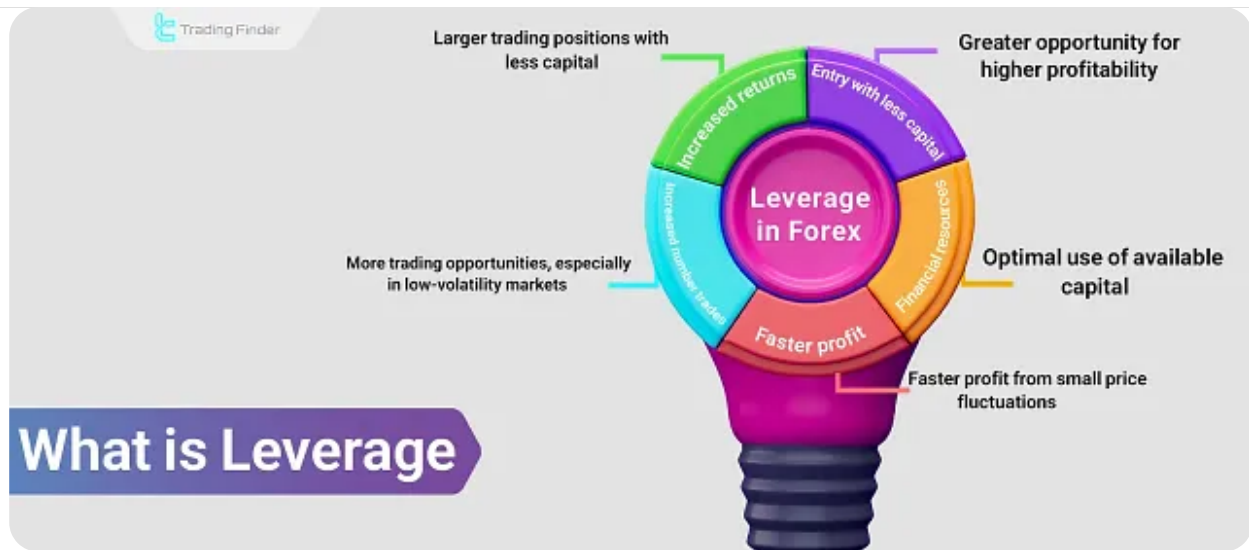 Trading Finder
Larger trading positions with
less capital
Greater opportunity for
higher profitability
Increased returns
Entry with less capital
Leverage
in Forex
Increased number trades
Financial resources
More trading opportunities, especially
in low-volatility markets
Optimal use of available
capital
Faster profit
Faster profit from small price
fluctuations
What is Leverage